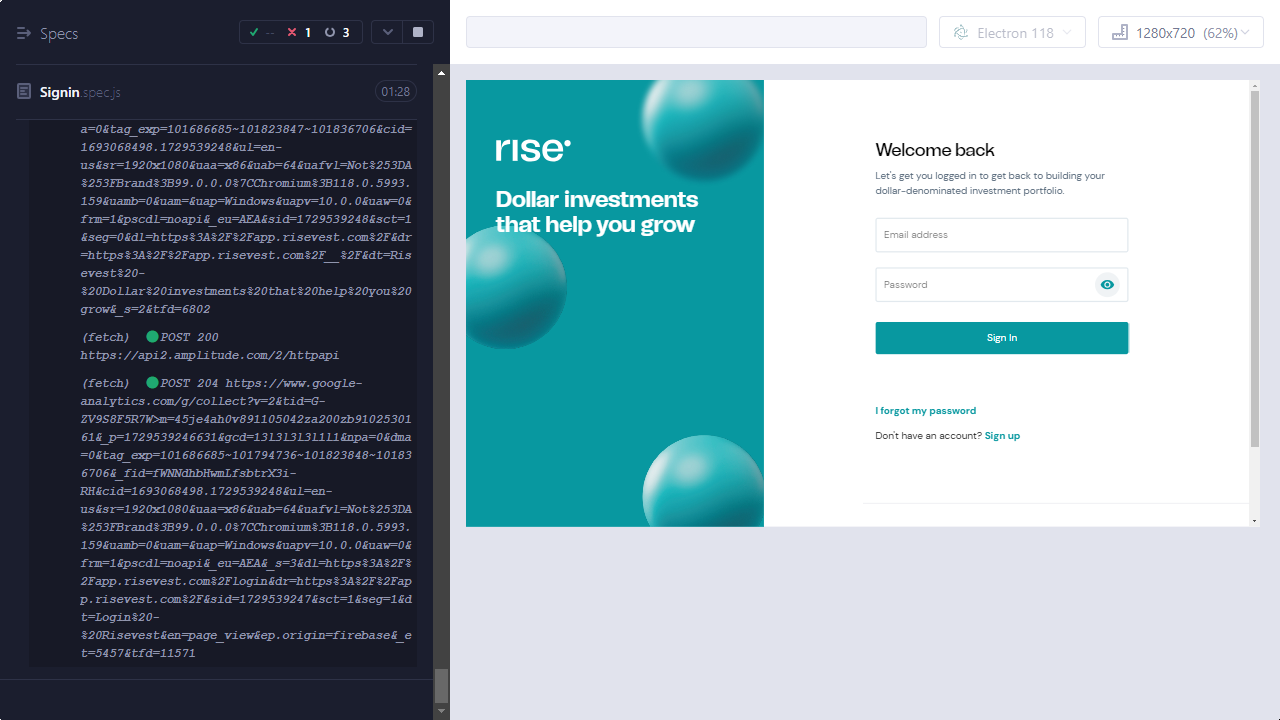 Specs
-- 1 3
Electron 118
1280x720 (62%)
Signin.spec.js
01:28
a=0&tag_exp=101686685~101823847~101836706&cid=
1693068498.1729539248&ul=en-
us&sr=1920x1080&uaa=x86&uab=64&uafvl=Not%253DA
%253FBrand%3B99.0.0.0%7CChromium%3B118.0.5993.
159&uamb=0&uam=&uap=Windows&uapv=10.0.0&uaw=0&
frm=1&pscdl=noapi&_eu=AEA&sid=1729539248&sct=1
&seg=0&dl=https%3A%2F%2Fapp.risevest.com%2F&dr
=https%3A%2F%2Fapp.risevest.com%2F__%2F&dt=Ris
evest%20-
%20Dollar%20investments%20that%20help%20you%20
grow&_s=2&tfd=6802
(fetch) POST 200
https://api2.amplitude.com/2/httpapi
(fetch) POST 204 https://www.google-
analytics.com/g/collect?v=2&tid=G-
ZV9S8F5R7W>m=45je4ah0v891105042za200zb91025301
61&_p=1729539246631&gcd=13l3l3l3l1l1&npa=0&dma
=0&tag_exp=101686685~101794736~101823848~10183
6706&_fid=fWNNdhbHwmLfsbtrX3i-
RH&cid=1693068498.1729539248&ul=en-
us&sr=1920x1080&uaa=x86&uab=64&uafvl=Not%253DA
%253FBrand%3B99.0.0.0%7CChromium%3B118.0.5993.
159&uamb=0&uam=&uap=Windows&uapv=10.0.0&uaw=0&
frm=1&pscdl=noapi&_eu=AEA&_s=3&dl=https%3A%2F%
2Fapp.risevest.com%2Flogin&dr=https%3A%2F%2Fap
p.risevest.com%2F&sid=1729539247&sct=1&seg=1&d
t=Login%20-
%20Risevest&en=page_view&ep.origin=firebase&_e
t=5457&tfd=11571
rise
Dollar investments
that help you grow
Welcome back
Let's get you logged in to get back to building your
dollar-denominated investment portfolio.
Email address
Password
Sign In
I forgot my password
Don't have an account? Sign up